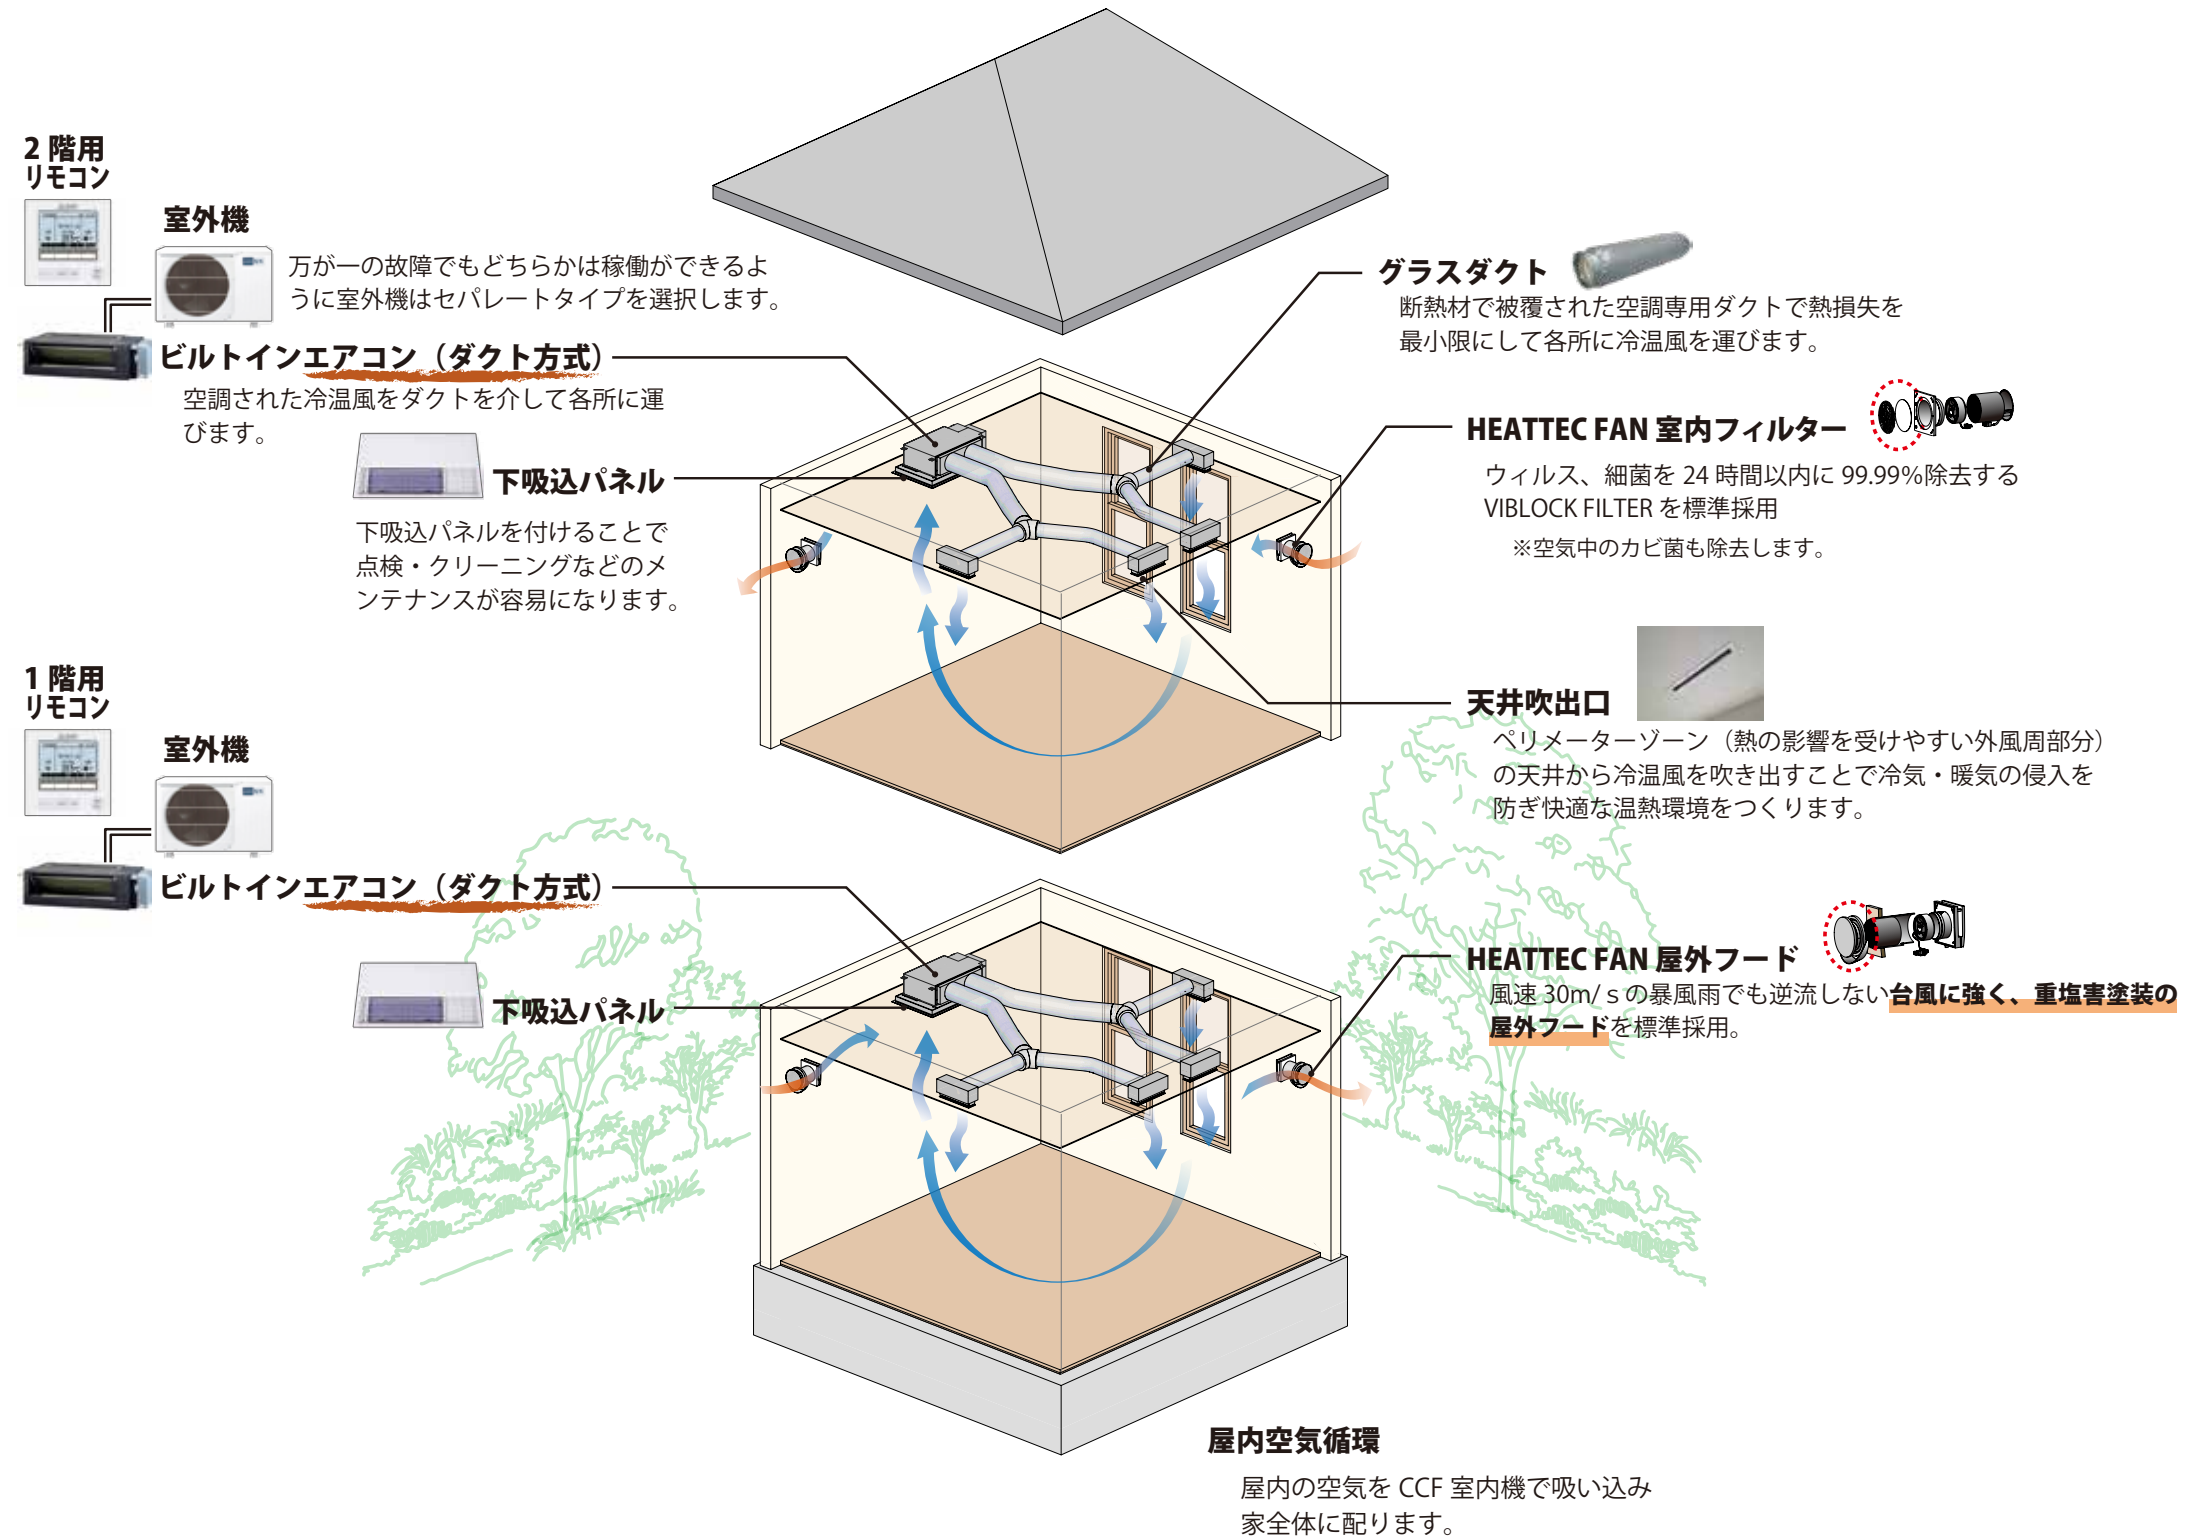 2 階用
リモコン
室外機
万が一の故障でもどちらかは稼働ができるよ
うに室外機はセパレートタイプを選択します。
ビルトインエアコン（ダクト方式）
空調された冷温風をダクトを介して各所に運
びます。
下吸込パネル
下吸込パネルを付けることで
点検・クリーニングなどのメ
ンテナンスが容易になります。
グラスダクト
断熱材で被覆された空調専用ダクトで熱損失を
最小限にして各所に冷温風を運びます。
HEATTEC FAN 室内フィルター
ウィルス、細菌を 24 時間以内に 99.99%除去する
VIBLOCK FILTER を標準採用
※空気中のカビ菌も除去します。
天井吹出口
ペリメーターゾーン（熱の影響を受けやすい外風周部分）
の天井から冷温風を吹き出すことで冷気・暖気の侵入を
防ぎ快適な温熱環境をつくります。
1 階用
リモコン
室外機
ビルトインエアコン（ダクト方式）
下吸込パネル
HEATTEC FAN 屋外フード
風速 30m/ｓの暴風雨でも逆流しない台風に強く、重塩害塗装の
屋外フードを標準採用。
屋内空気循環
屋内の空気を CCF 室内機で吸い込み
家全体に配ります。